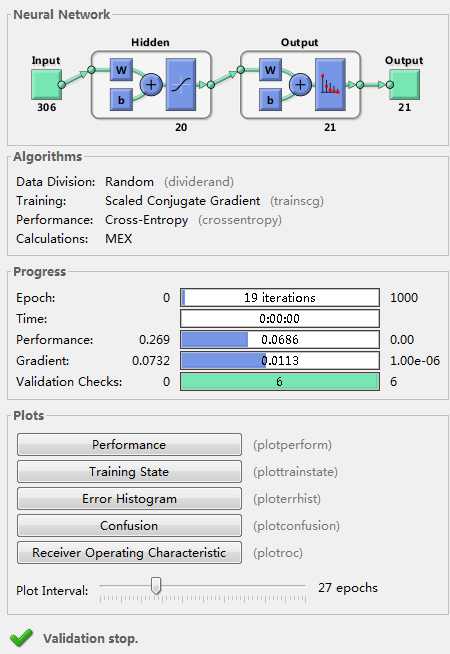 Neural Network
Hidden Output
Input Output
W W
b b
306 21
20 21
Algorithms
Data Division: Random (dividerand)
Training: Scaled Conjugate Gradient (trainscg)
Performance: Cross-Entropy (crossentropy)
Calculations: MEX
Progress
Epoch: 0 19 iterations 1000
Time: 0:00:00
Performance: 0.269 0.0686 0.00
Gradient: 0.0732 0.0113 1.00e-06
Validation Checks: 0 6 6
Plots
Performance (plotperform)
Training State (plottrainstate)
Error Histogram (ploterrhist)
Confusion (plotconfusion)
Receiver Operating Characteristic (plotroc)
Plot Interval: 27 epochs
Validation stop.